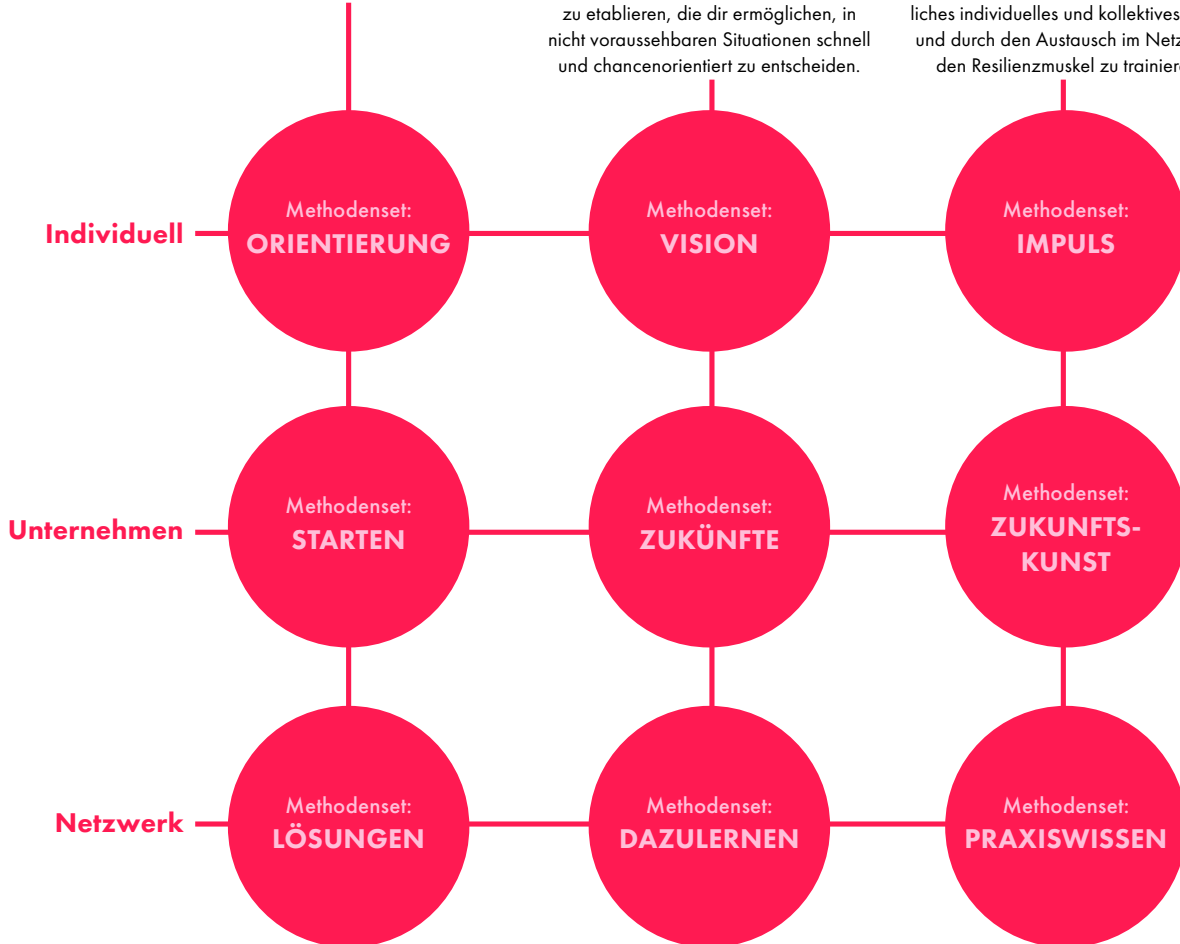 zu etablieren, die dir ermöglichen, in
nicht voraussehbaren Situationen schnell
und chancenorientiert zu entscheiden.
liches individuelles und kollektives
und durch den Austausch im
den Resilienzmuskel zu
Individuell
Methodenset:
ORIENTIERUNG
Methodenset:
VISION
Methodenset:
IMPULS
Unternehmen
Methodenset:
STARTEN
Methodenset:
ZUKÜNFTE
Methodenset:
ZUKUNFTS-
KUNST
Netzwerk
Methodenset:
LÖSUNGEN
Methodenset:
DAZULERNEN
Methodenset:
PRAXISWISSEN